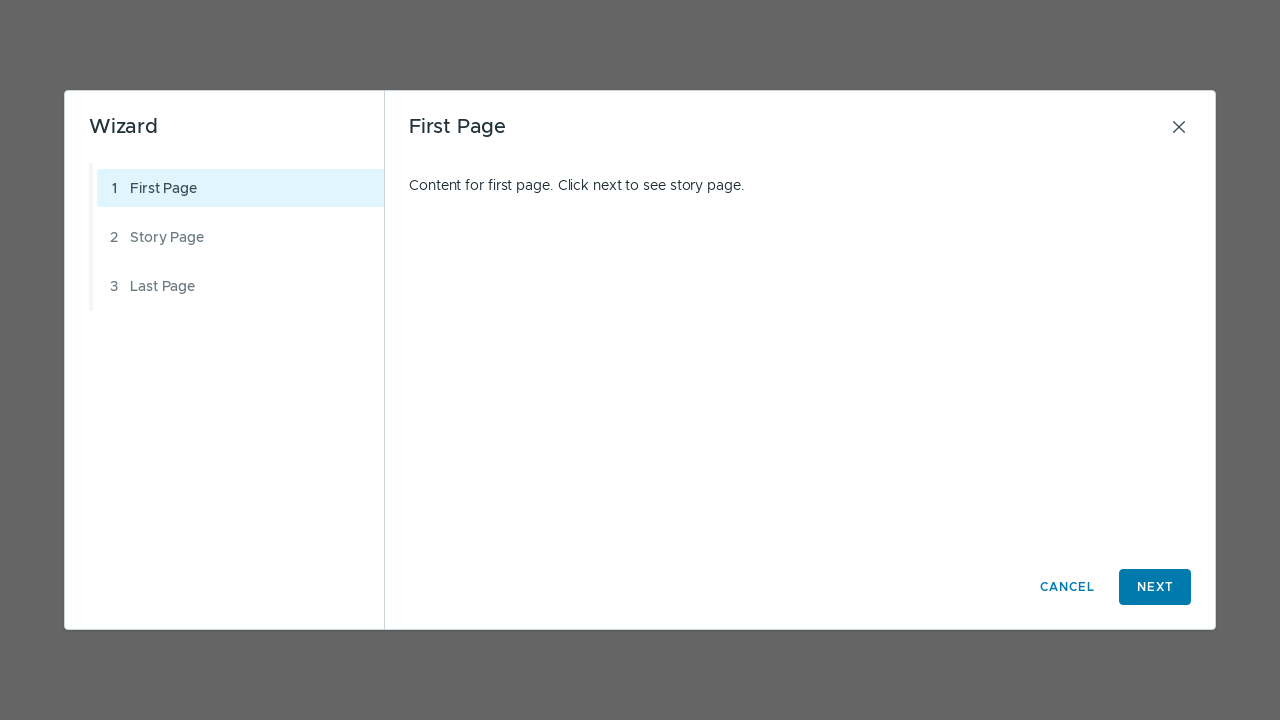 Wizard
1 First Page
2 Story Page
3 Last Page
First Page
Content for first page. Click next to see story page.
CANCEL
NEXT